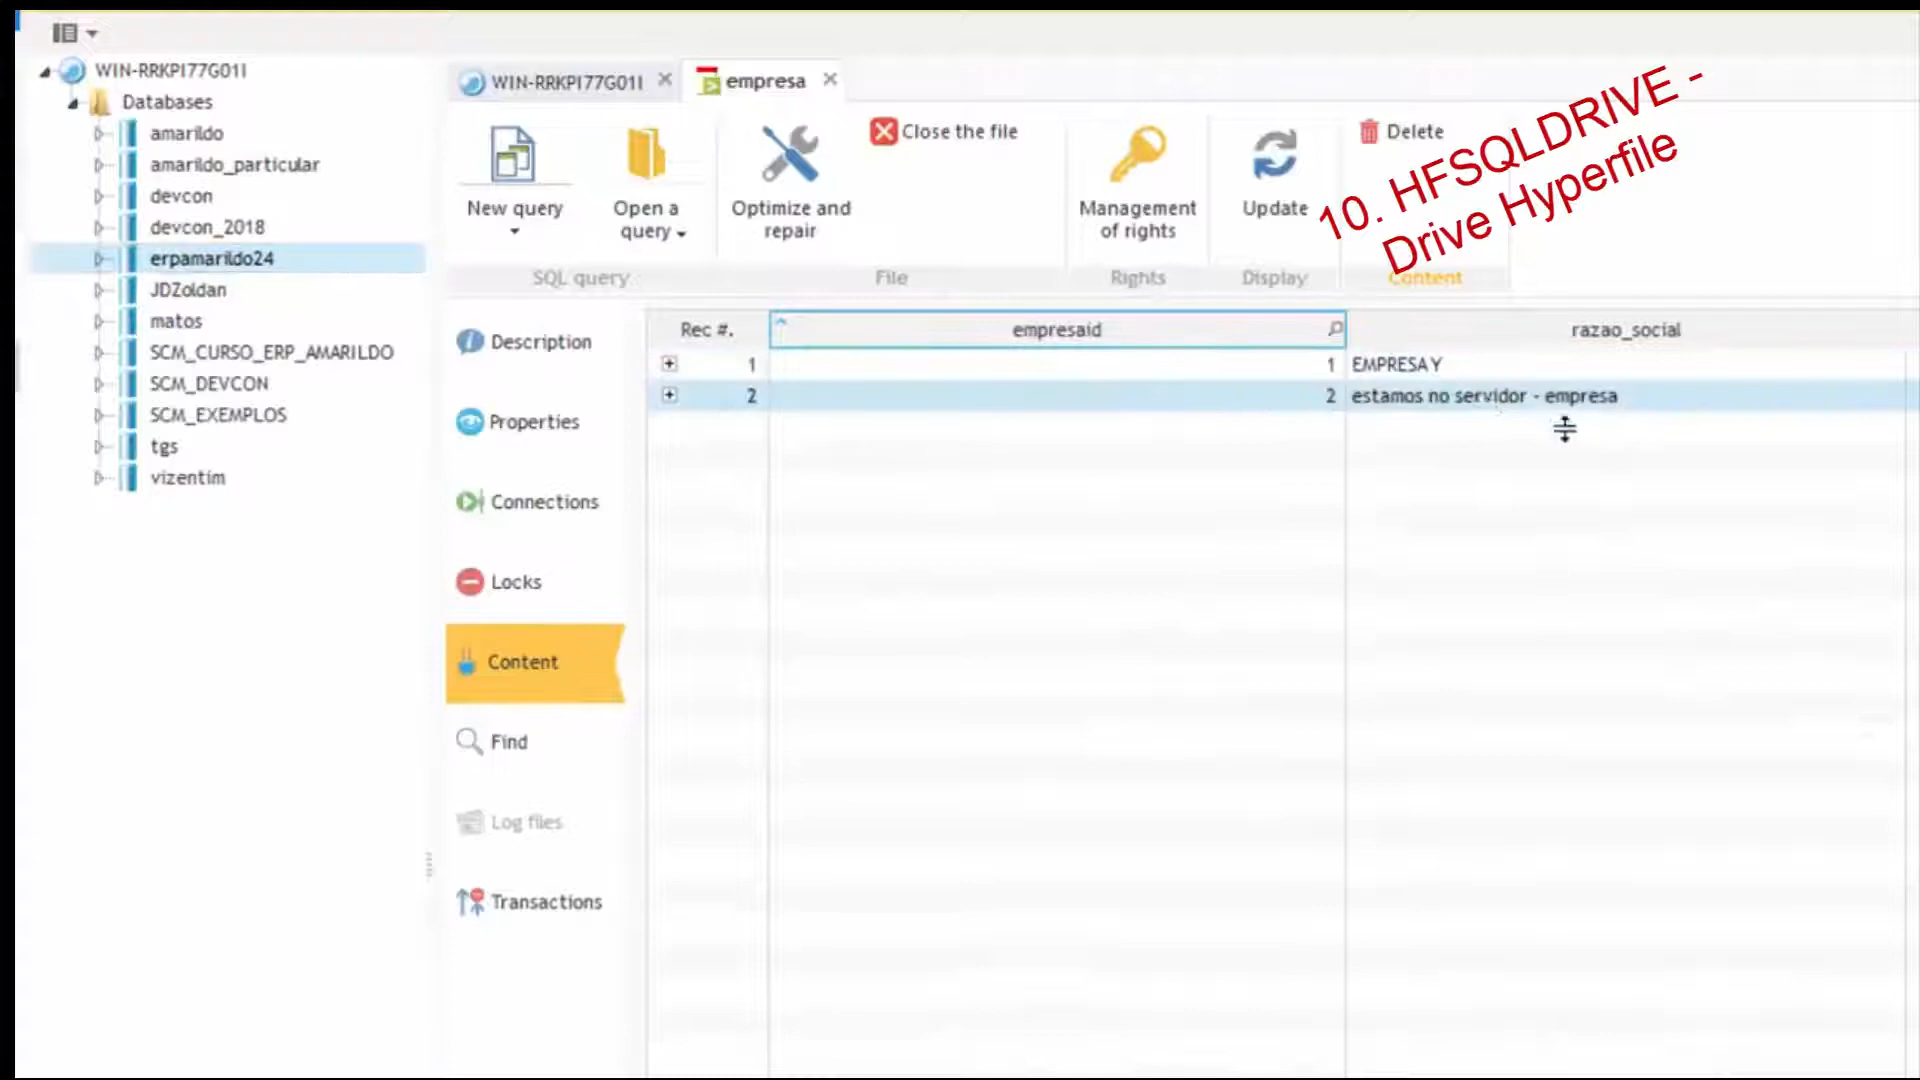 WIN-RRKPI77G01I
Databases
amarildo
amarildo_particular
devcon
devcon_2018
erpamarildo24
JDZoldan
matos
SCM_CURSO_ERP_AMARILDO
SCM_DEVCON
SCM_EXEMPLOS
tgs
vizentim
WIN-RRKPI77G01I
empresa
New query
Open a query
Optimize and repair
Close the file
Management of rights
Update
Delete
SQL query
File
Rights
Display
Content
10. HFSQLDRIVE -
Drive Hyperfile
Description
Properties
Connections
Locks
Content
Find
Log files
Transactions
Rec #. empresaid razao_social
1 1 EMPRESA Y
2 2 estamos no servidor - empresa